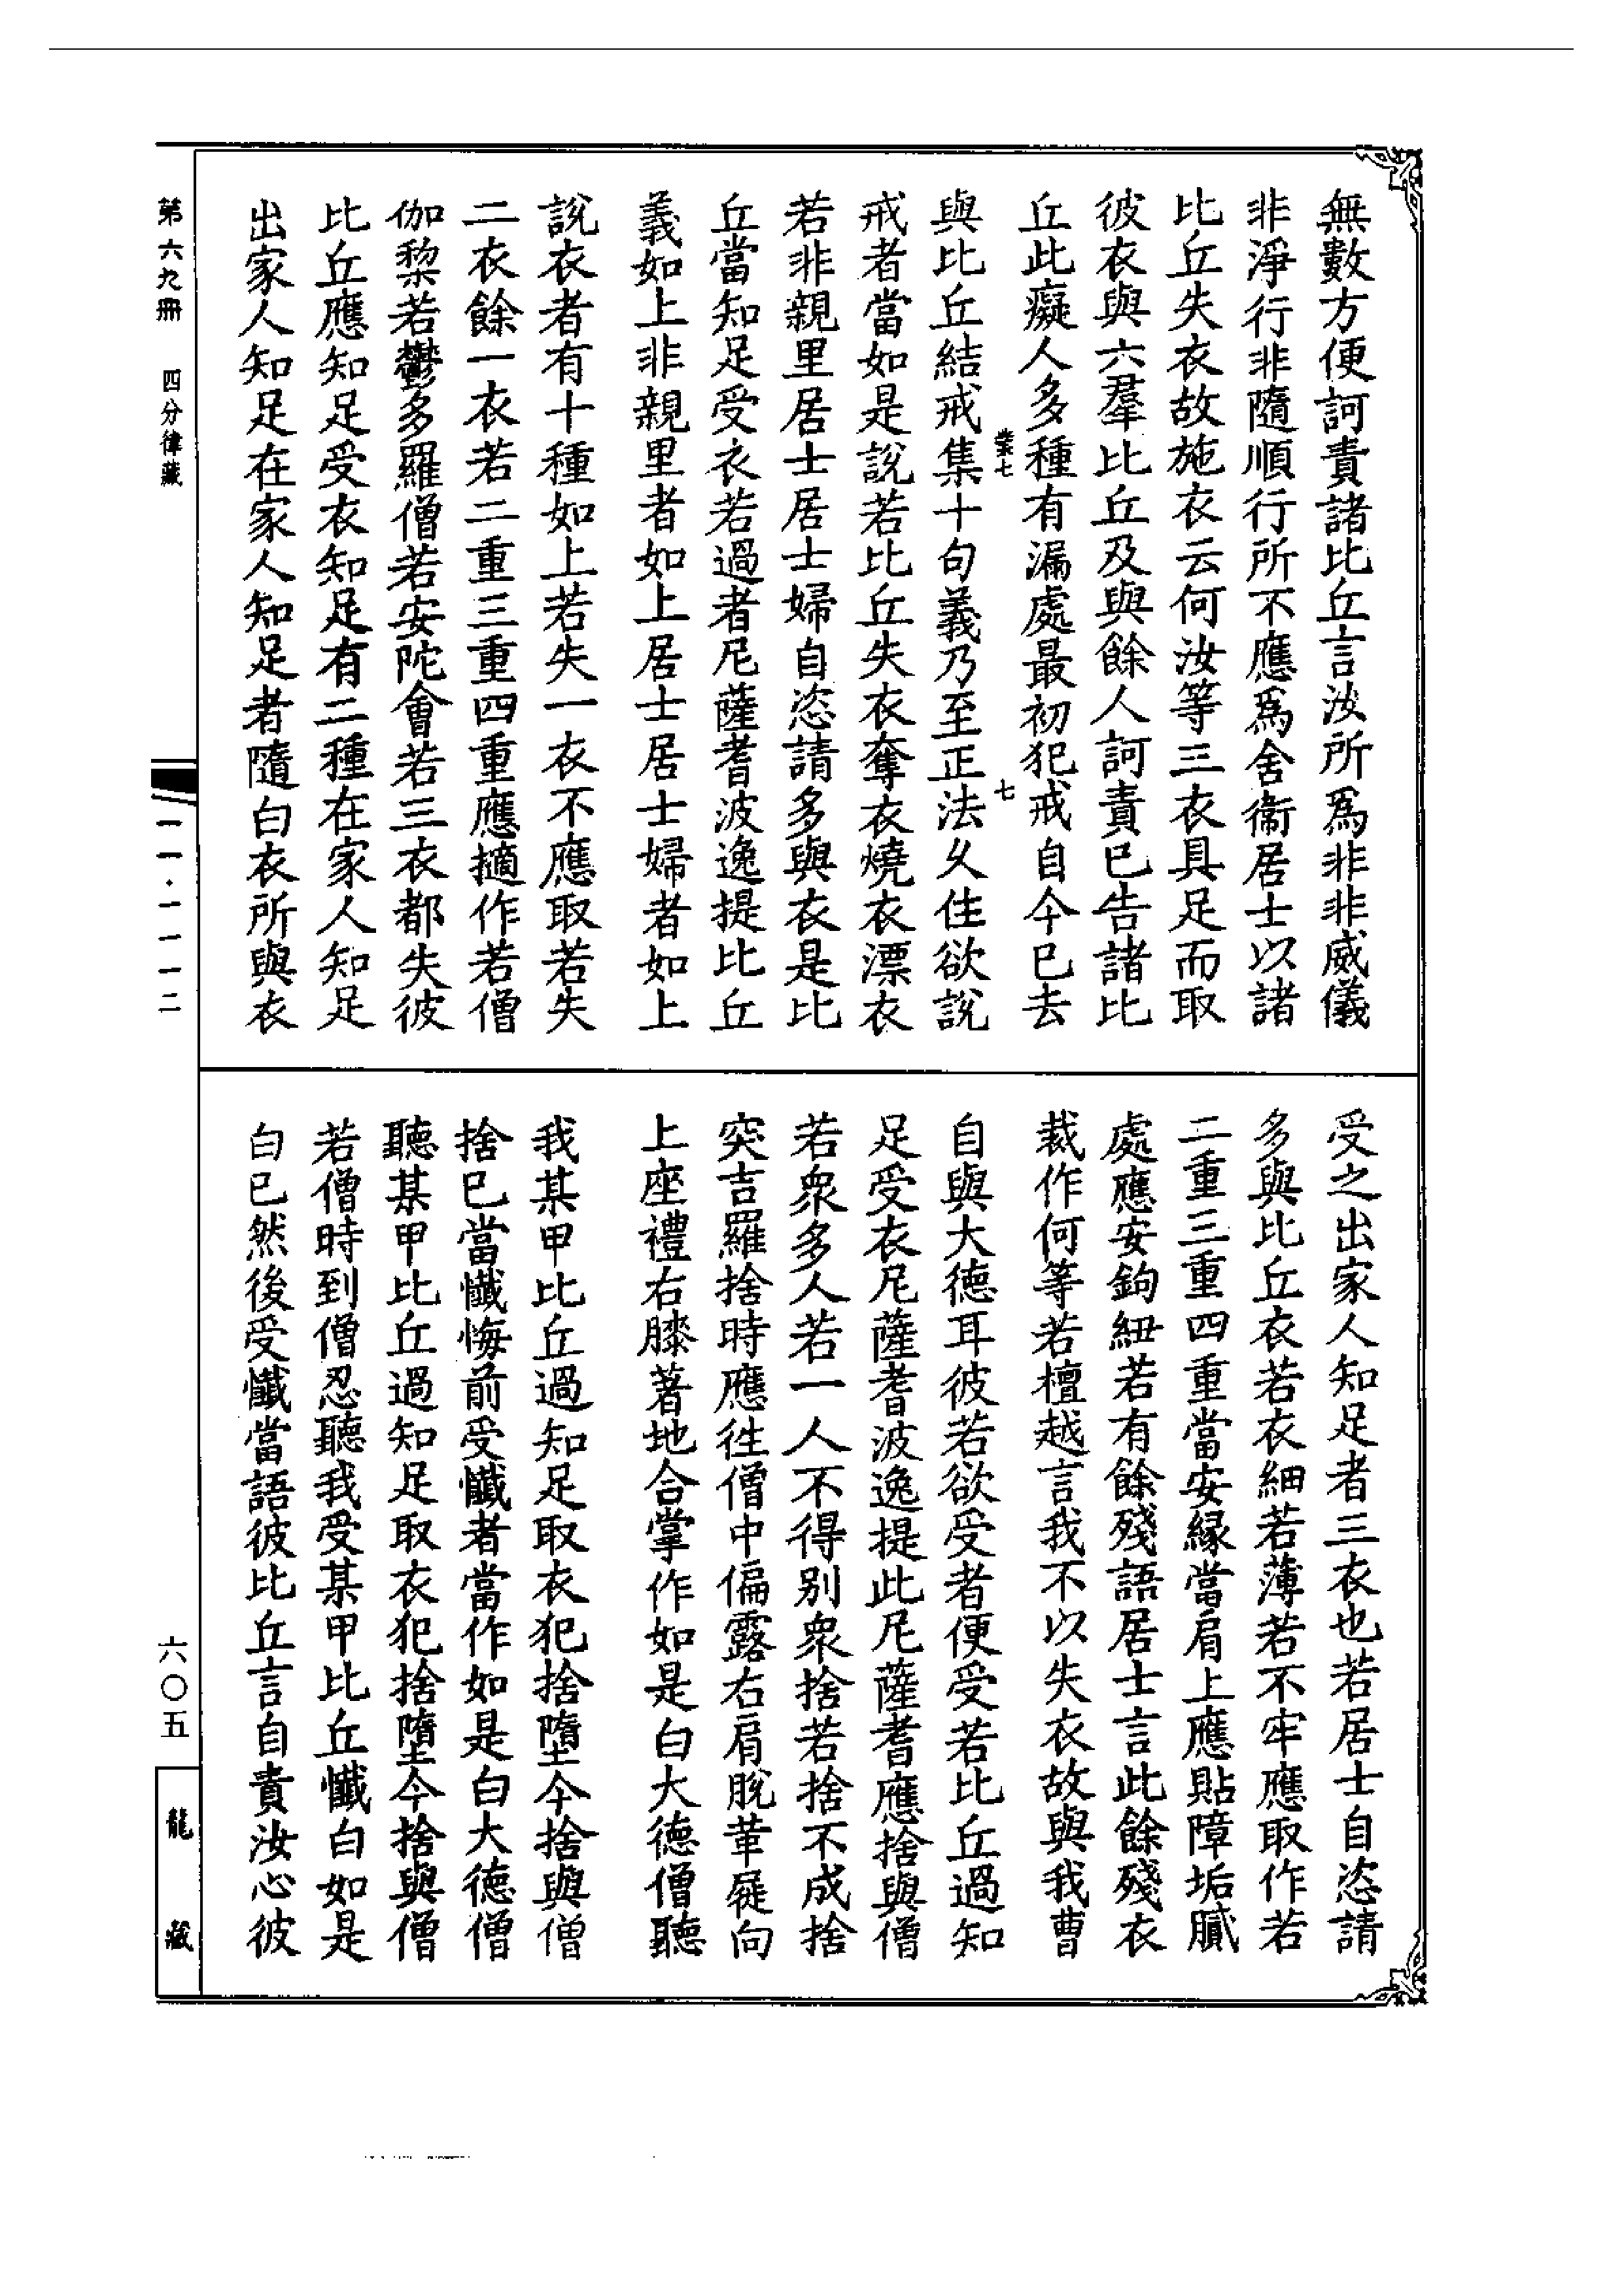 無數方便訶責諸比丘言汝所爲非非威儀
非淨行非隨順行所不應爲舍衞居士以諸
比丘失衣故施衣云何汝等三衣具足而取
彼衣與六羣比丘及與餘人訶責已告諸比
丘此癡人多種有漏處最初犯戒自今已去
業七　七
與比丘結戒集十句義乃至正法久住欲說
戒者當如是說若比丘失衣奪衣燒衣漂衣
若非親里居士居士婦自恣請多與衣是比
丘當知足受衣若過者尼薩耆波逸提比丘
義如上非親里者如上居士居士婦者如上
說衣者有十種如上若失一衣不應取若失
二衣餘一衣若二重三重四重應擿作若僧
伽棃若鬱多羅僧若安陀會若三衣都失彼
比丘應知足受衣知足有二種在家人知足
出家人知足在家人知足者隨白衣所與衣
受之出家人知足者三衣也若居士自恣請
多與比丘衣若衣細若薄若不牢應取作若
二重三重四重當安緣當肩上應貼障垢膩
處應安鉤紐若有餘殘語居士言此餘殘衣
裁作何等若檀越言我不以失衣故與我曹
自與大德耳彼若欲受者便受若比丘過知
足受衣尼薩耆波逸提此尼薩耆應捨與僧
若衆多人若一人不得別衆捨若捨不成捨
突吉羅捨時應徃僧中偏露右肩脫革屣向
上座禮右膝著地合掌作如是白大德僧聽
我某甲比丘過知足取衣犯捨墮今捨與僧
捨已當懺悔前受懺者當作如是白大德僧
聽某甲比丘過知足取衣犯捨墮今捨與僧
若僧時到僧忍聽我受某甲比丘懺白如是
白已然後受懺當語彼比丘言自責汝心彼
第六九冊　四分律藏
一一·一一一二
六〇五
龍藏